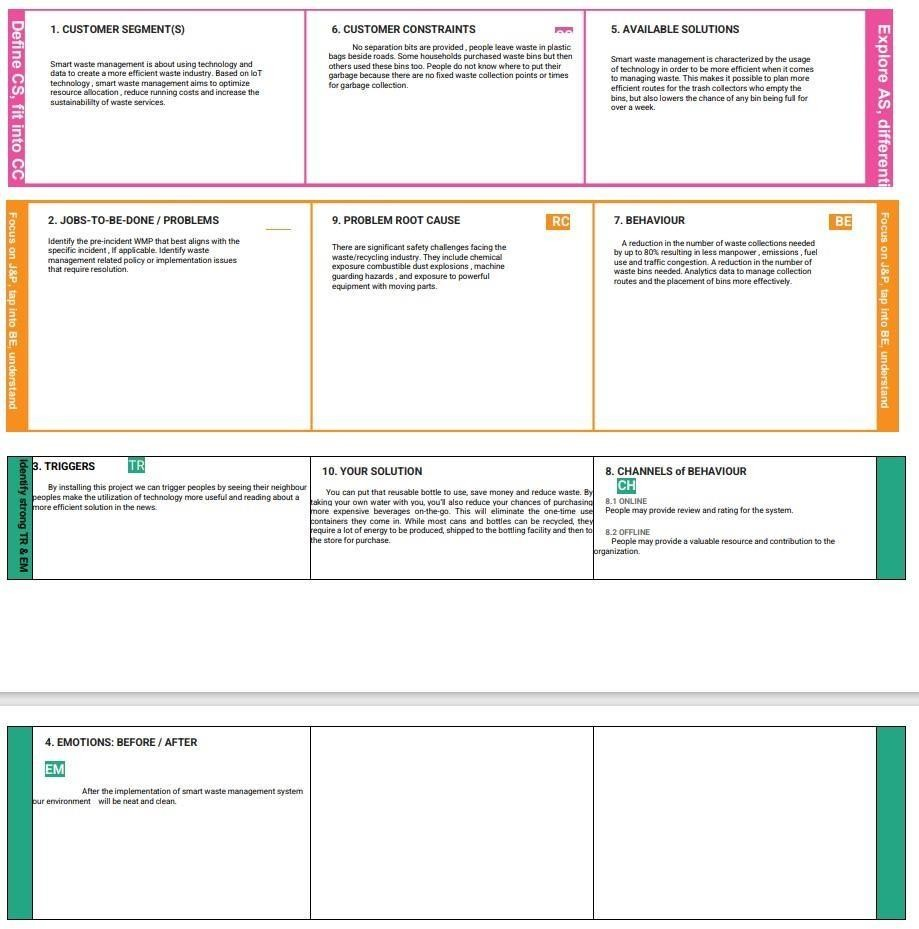 Define CS, fit into CC
1. CUSTOMER SEGMENT(S)
Smart waste management is about using technology and
data to create a more efficient waste industry. Based on IoT
technology , smart waste management aims to optimize
resource allocation , reduce running costs and increase the
sustainability of waste services.
6. CUSTOMER CONSTRAINTS
No separation bits are provided , people leave waste in plastic
bags beside roads. Some households purchased waste bins but then
others used these bins too. People do not know where to put their
garbage because there are no fixed waste collection points or times
for garbage collection.
5. AVAILABLE SOLUTIONS
Smart waste management is characterized by the usage
of technology in order to be more efficient when it comes
to managing waste. This makes it possible to plan more
efficient routes for the trash collectors who empty the
bins, but also lowers the chance of any bin being full for
over a week.
Explore AS, differenti
Focus on J&P, tap into BE, understand
2. JOBS-TO-BE-DONE / PROBLEMS
Identify the pre-incident WMP that best aligns with the
specific incident , If applicable. Identify waste
management related policy or implementation issues
that require resolution.
9. PROBLEM ROOT CAUSE
RC
There are significant safety challenges facing the
waste/recycling industry. They include chemical
exposure combustible dust explosions , machine
guarding hazards , and exposure to powerful
equipment with moving parts.
7. BEHAVIOUR
BE
A reduction in the number of waste collections needed
by up to 80% resulting in less manpower , emissions , fuel
use and traffic congestion. A reduction in the number of
waste bins needed. Analytics data to manage collection
routes and the placement of bins more effectively.
Focus on J&P, tap into BE, understand
Identify strong TR & EM
3. TRIGGERS
TR
By installing this project we can trigger peoples by seeing their neighbour
peoples make the utilization of technology more useful and reading about a
more efficient solution in the news.
10. YOUR SOLUTION
You can put that reusable bottle to use, save money and reduce waste. By
taking your own water with you, you'll also reduce your chances of purchasing
more expensive beverages on-the-go. This will eliminate the one-time use
containers they come in. While most cans and bottles can be recycled, they
require a lot of energy to be produced, shipped to the bottling facility and then to
the store for purchase.
8. CHANNELS of BEHAVIOUR
CH
8.1 ONLINE
People may provide review and rating for the system.
8.2 OFFLINE
People may provide a valuable resource and contribution to the
organization.
4. EMOTIONS: BEFORE / AFTER
EM
After the implementation of smart waste management system
our environment will be neat and clean.